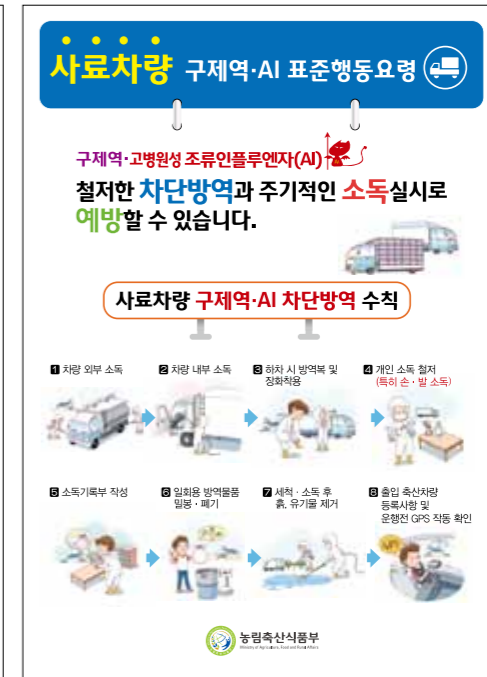 사료차량 구제역·AI 표준행동요령
구제역·고병원성 조류인플루엔자(AI)
철저한 차단방역과 주기적인 소독실시로
예방할 수 있습니다.
사료차량 구제역·AI 차단방역 수칙
1 차량 외부 소독
2 차량 내부 소독
3 하차 시 방역복 및
장화착용
4 개인 소독 철저
(특히 손·발 소독)
5 소독기록부 작성
6 일회용 방역물품
밀봉·폐기
7 세척·소독 후
흙, 유기물 제거
8 출입 축산차량
등록사항 및
운행전 GPS 작동 확인
농림축산식품부
Ministry of Agriculture, Food and Rural Affairs